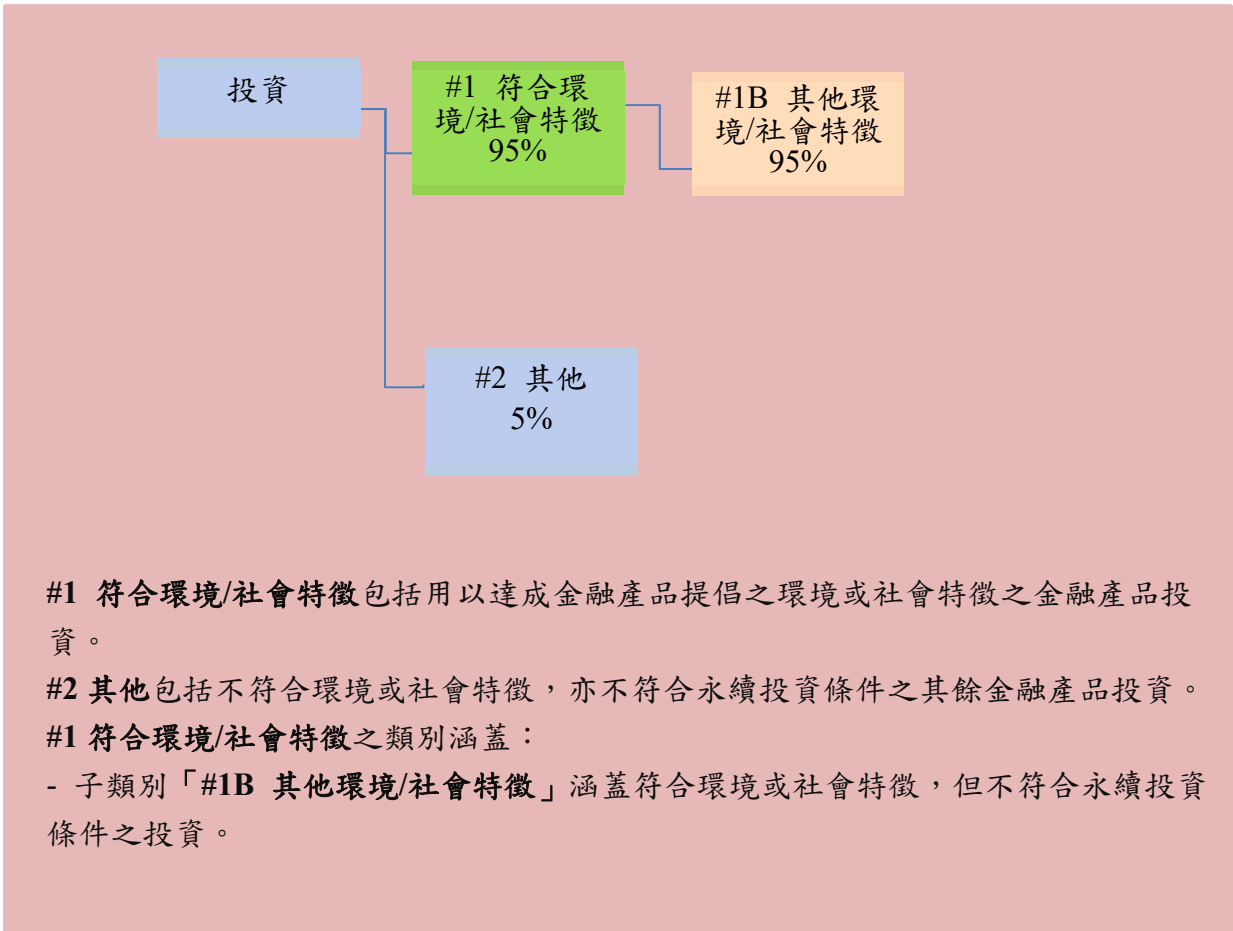 投資
#1 符合環
境/社會特徵
95%
#1B 其他環
境/社會特徵
95%
#2 其他
5%
#1 符合環境/社會特徵包括用以達成金融產品提倡之環境或社會特徵之金融產品投
資。
#2 其他包括不符合環境或社會特徵，亦不符合永續投資條件之其餘金融產品投資。
#1 符合環境/社會特徵之類別涵蓋：
- 子類別「#1B 其他環境/社會特徵」涵蓋符合環境或社會特徵，但不符合永續投資
條件之投資。